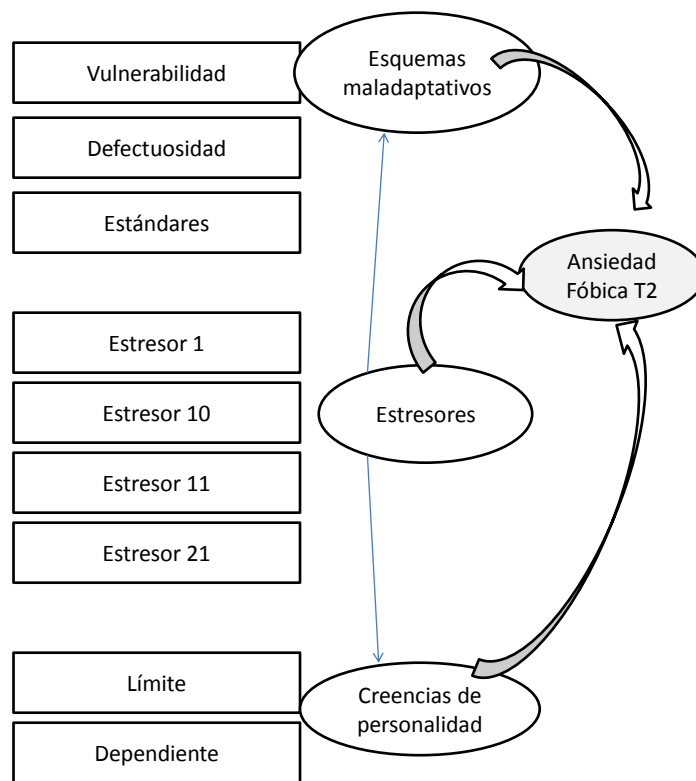 Vulnerabilidad
Esquemas
maladaptativos
Defectuosidad
Estándares
Ansiedad
Fóbica T2
Estresor 1
Estresor 10
Estresores
Estresor 11
Estresor 21
Límite
Creencias de
personalidad
Dependiente